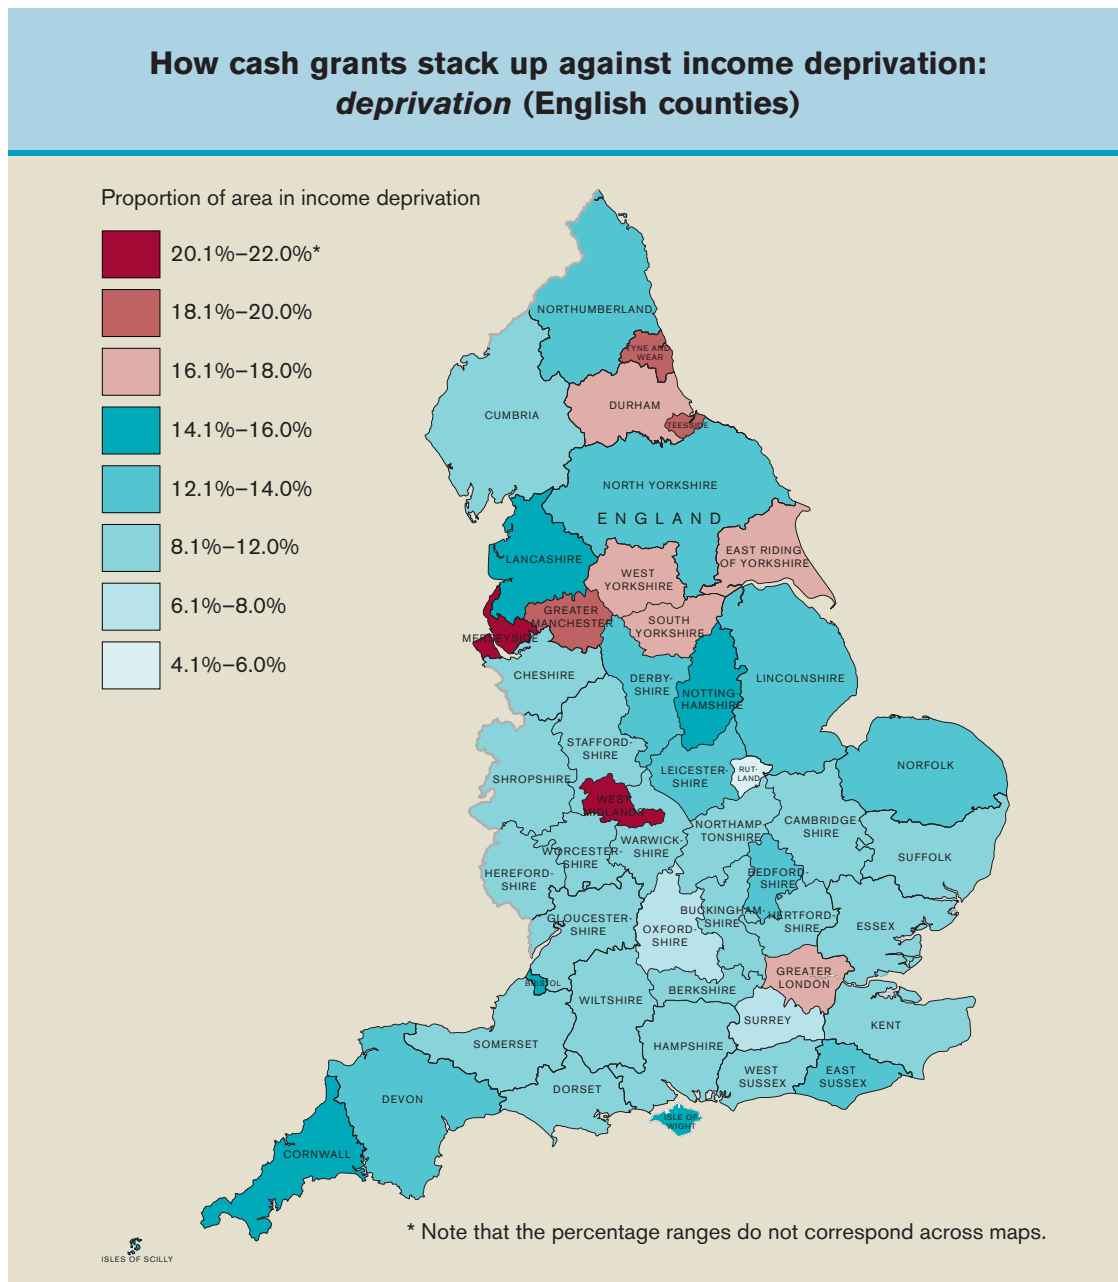 How cash grants stack up against income deprivation:
deprivation (English counties)
Proportion of area in income deprivation
20.1%–22.0%*
18.1%–20.0%
16.1%–18.0%
14.1%–16.0%
12.1%–14.0%
8.1%–12.0%
6.1%–8.0%
4.1%–6.0%
NORTHUMBERLAND
TYNE AND
WEAR
CUMBRIA
DURHAM
TEESSIDE
NORTH YORKSHIRE
ENGLAND
LANCASHIRE
WEST
YORKSHIRE
EAST RIDING
OF YORKSHIRE
GREATER
MANCHESTER
SOUTH
YORKSHIRE
MERSEYSIDE
CHESHIRE
DERBY-
SHIRE
NOTTING-
HAMSHIRE
LINCOLNSHIRE
STAFFORD-
SHIRE
SHROPSHIRE
LEICESTER-
SHIRE
RUT-
LAND
NORFOLK
WEST
MIDLANDS
NORTHAMP
TONSHIRE
CAMBRIDGE
SHIRE
WORCESTER-
SHIRE
WARWICK-
SHIRE
HEREFORD-
SHIRE
BEDFORD-
SHIRE
SUFFOLK
GLOUCESTER-
SHIRE
OXFORD-
SHIRE
BUCKINGHAM-
SHIRE
HERTFORD-
SHIRE
ESSEX
BRISTOL
WILTSHIRE
BERKSHIRE
GREATER
LONDON
SURREY
KENT
SOMERSET
HAMPSHIRE
WEST
SUSSEX
EAST
SUSSEX
DEVON
DORSET
ISLE OF
WIGHT
CORNWALL
* Note that the percentage ranges do not correspond across maps.
ISLES OF SCILLY